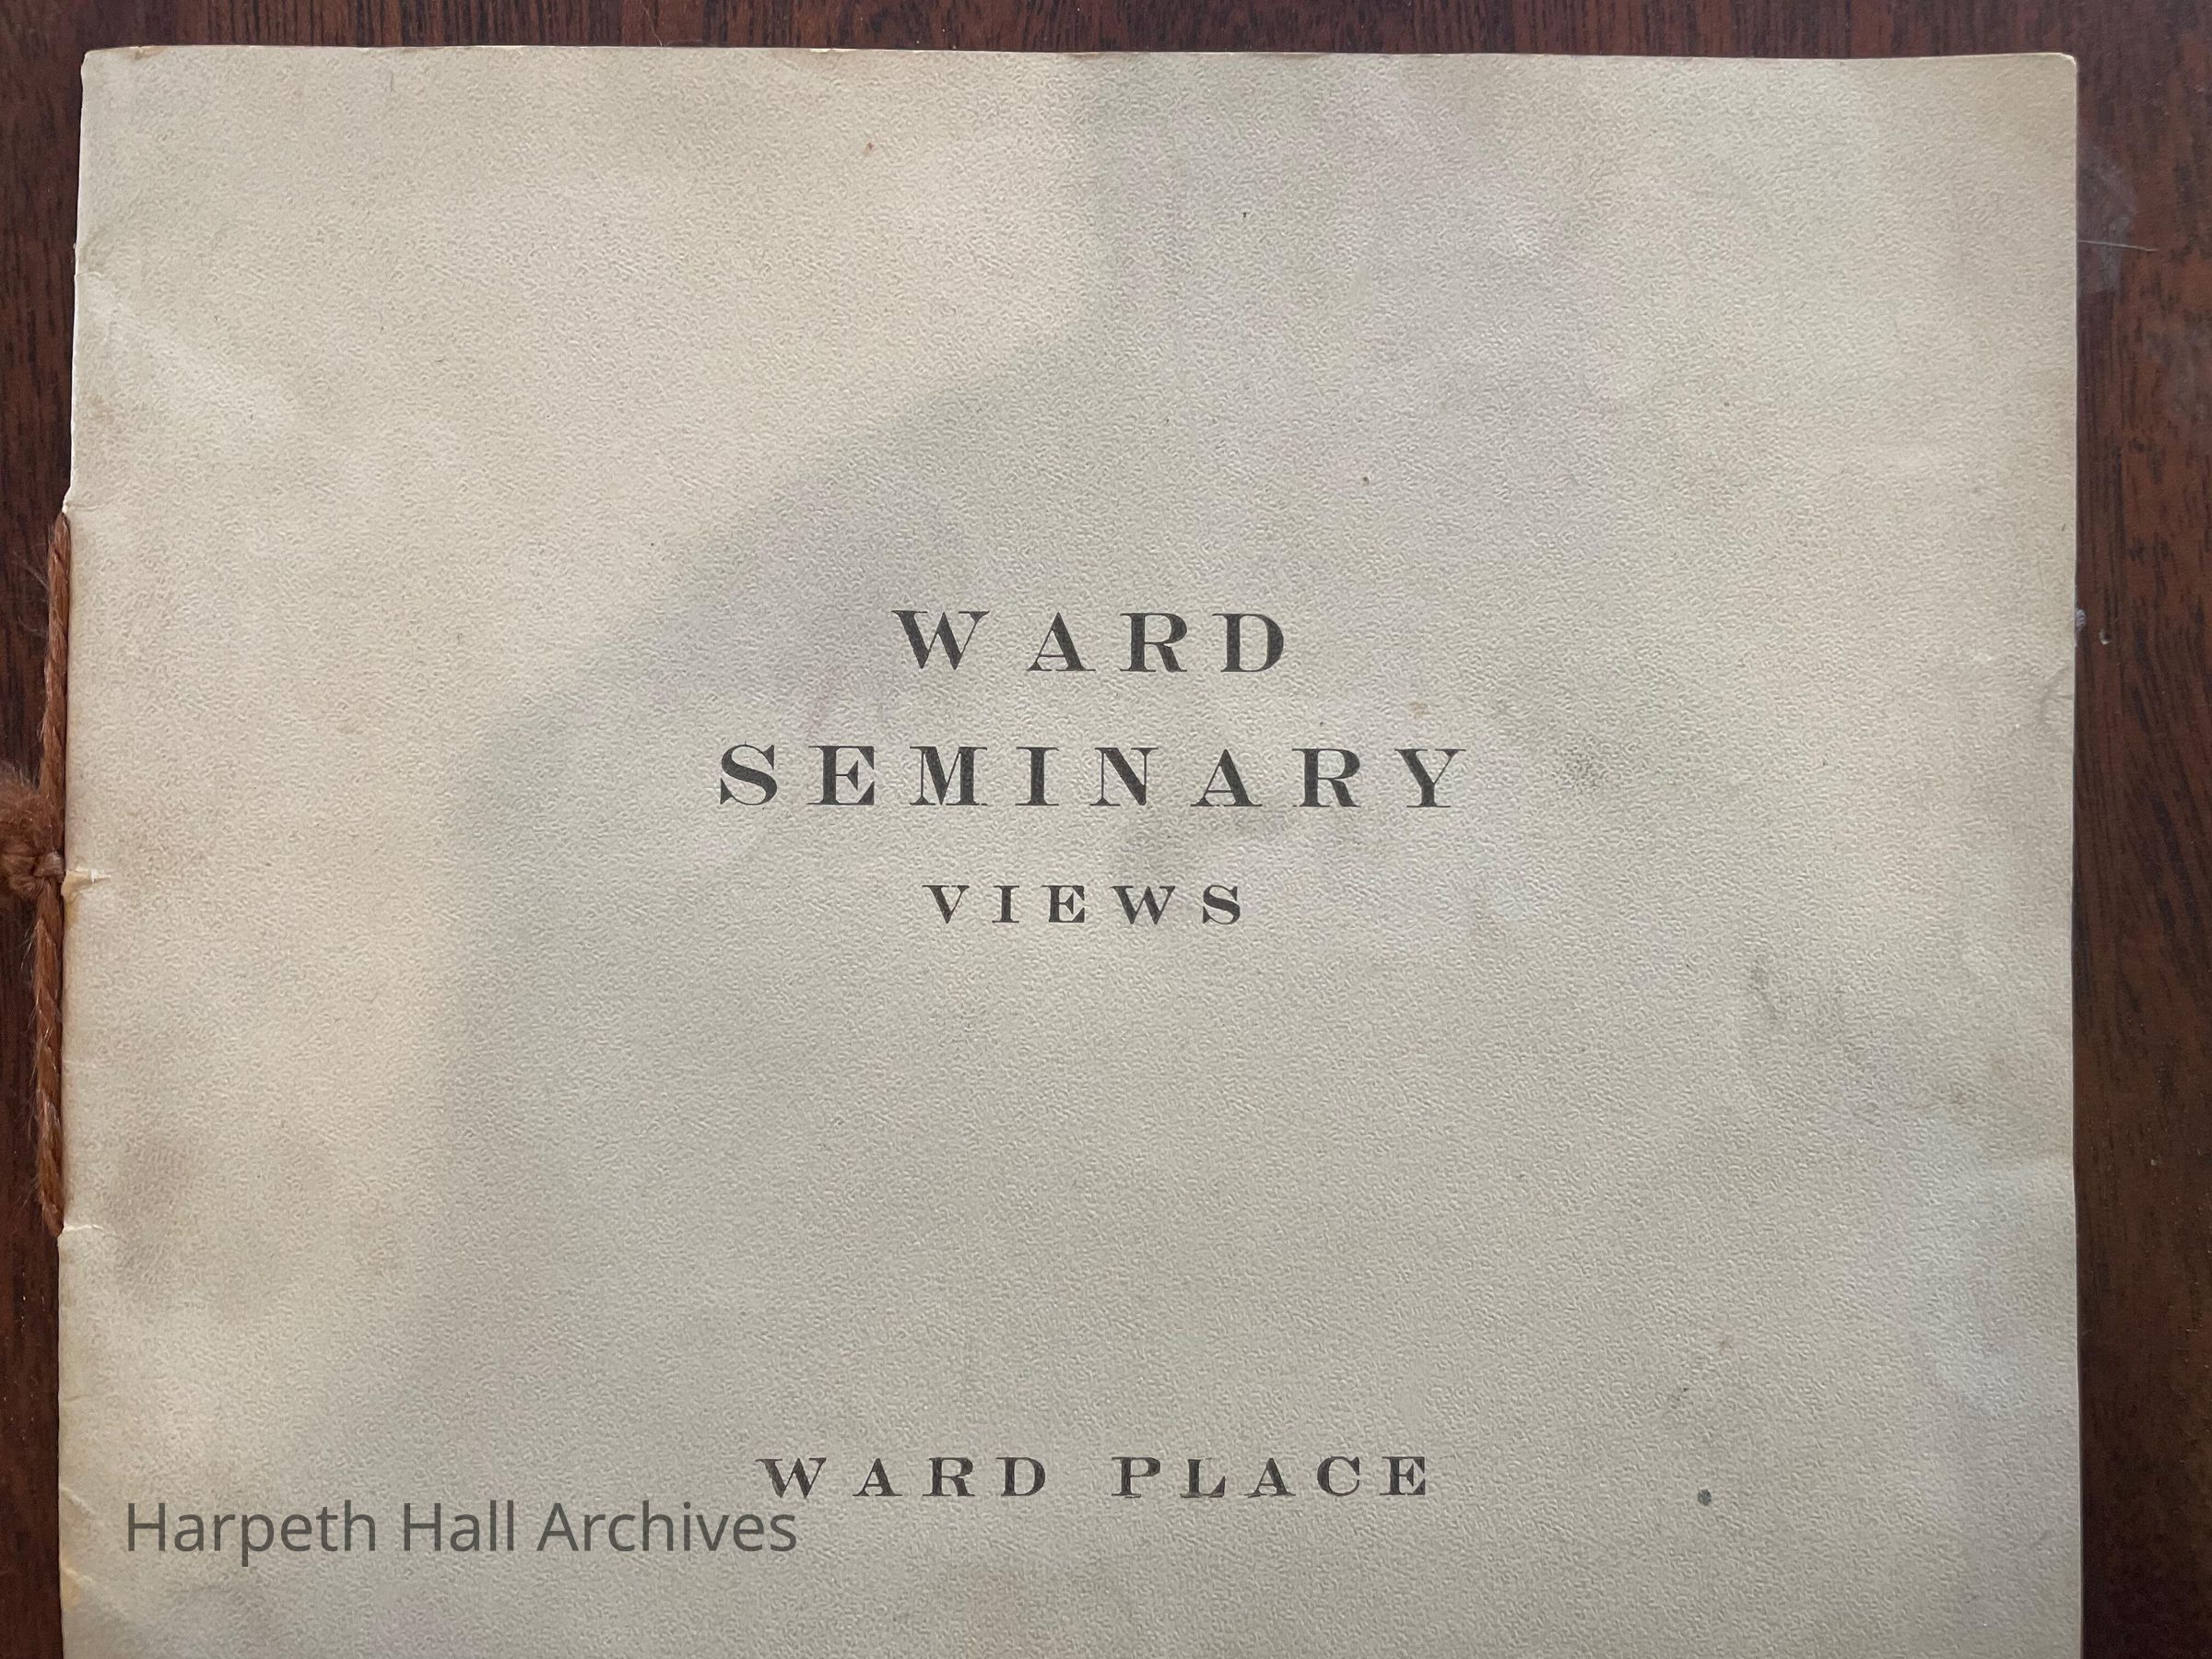 WARD
SEMINARY
VIEWS
WARD PLACE
Harpeth Hall Archives